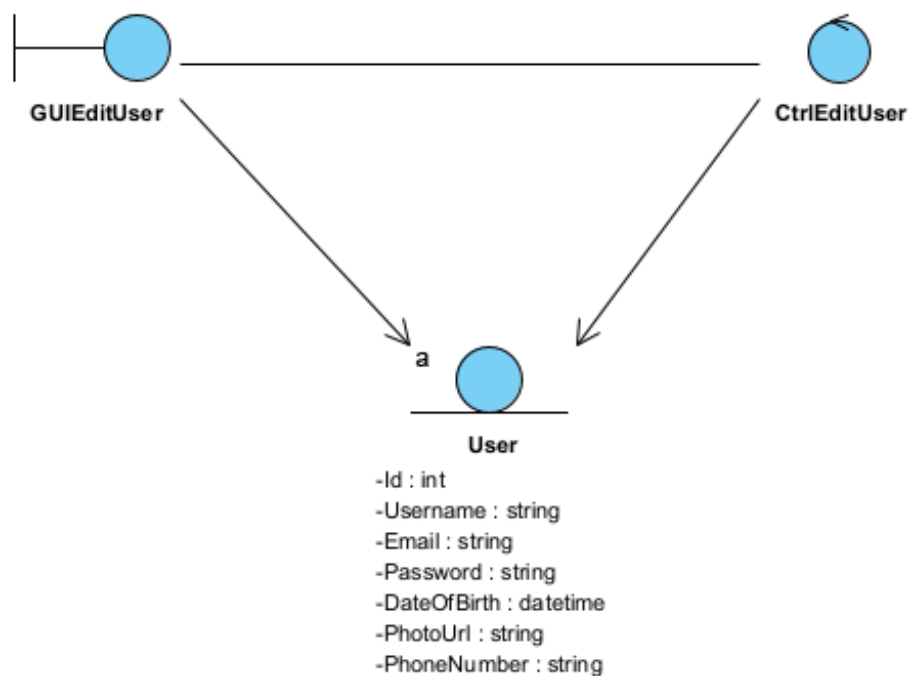 GUIEditUser
CtrlEditUser
a
User
-Id : int
-Username : string
-Email : string
-Password : string
-DateOfBirth : datetime
-PhotoUrl : string
-PhoneNumber : string